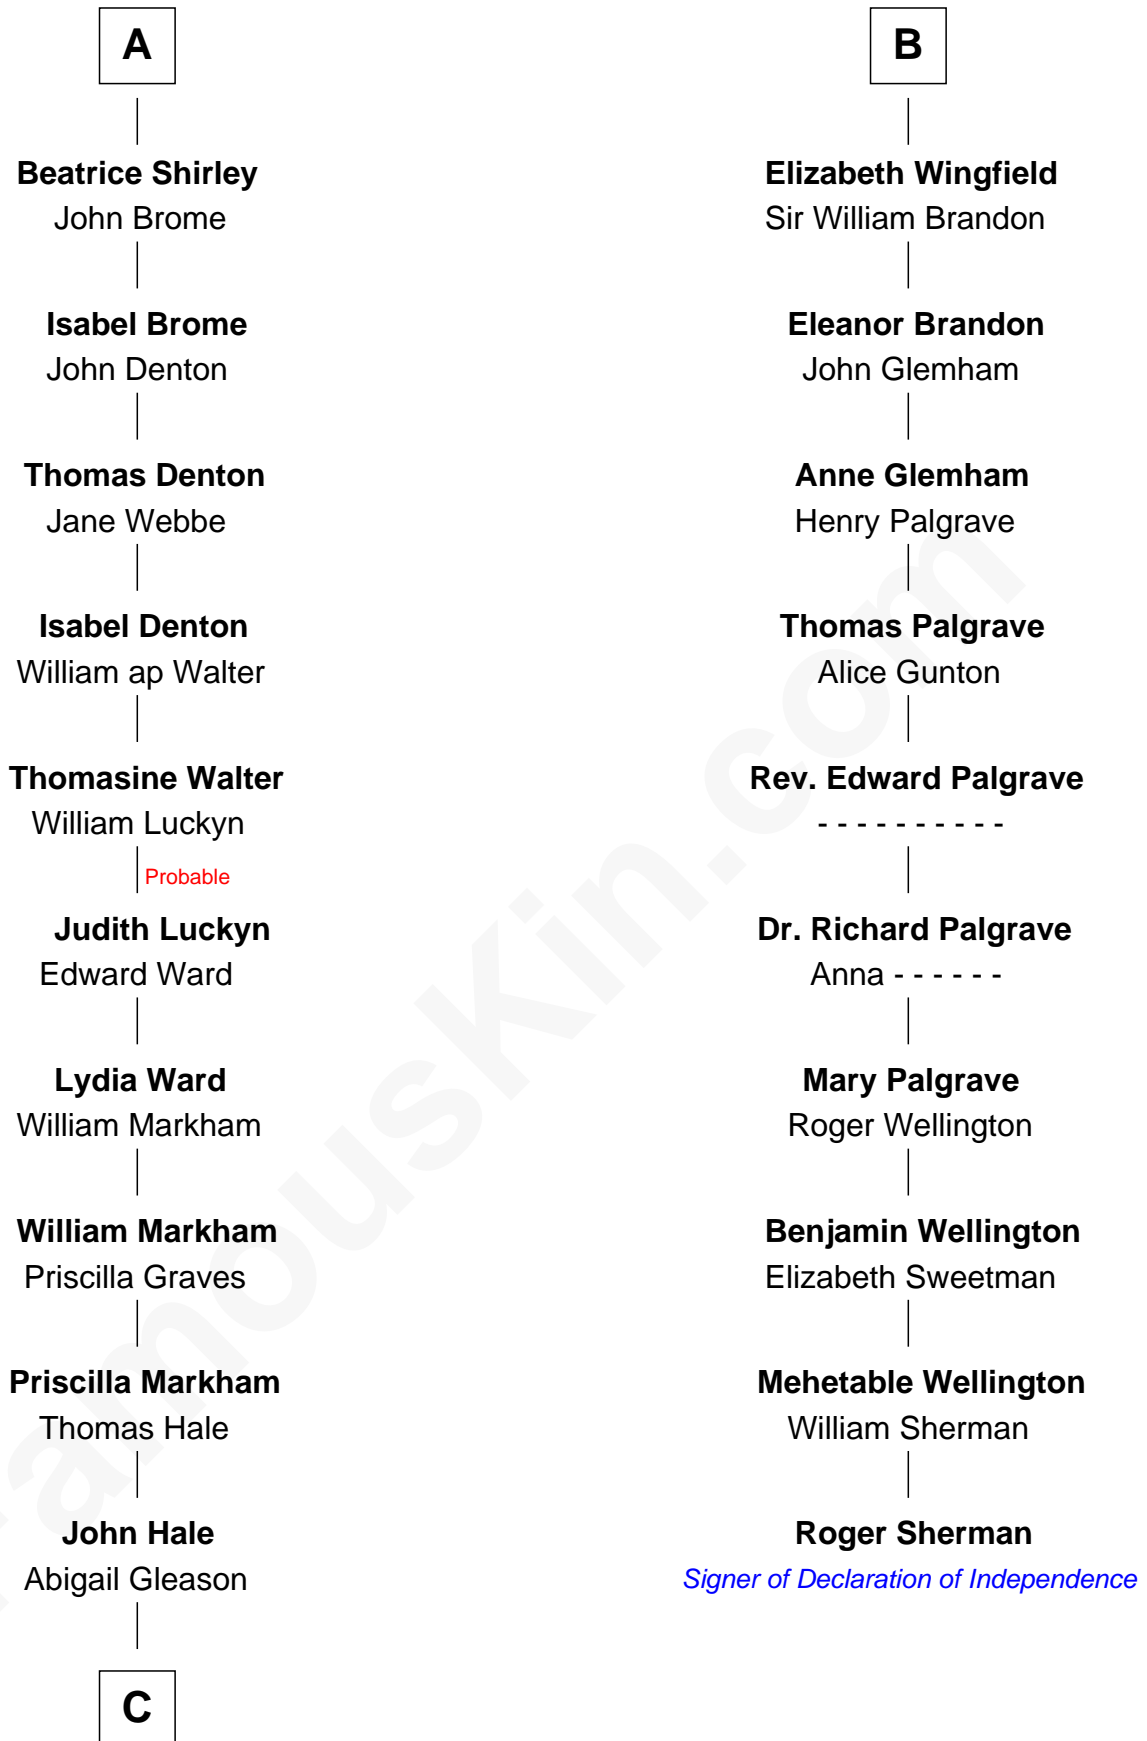 A
Beatrice Shirley
John Brome
Isabel Brome
John Denton
Thomas Denton
Jane Webbe
Isabel Denton
William ap Walter
Thomasine Walter
William Luckyn
Probable
Judith Luckyn
Edward Ward
Lydia Ward
William Markham
William Markham
Priscilla Graves
Priscilla Markham
Thomas Hale
John Hale
Abigail Gleason
C
B
Elizabeth Wingfield
Sir William Brandon
Eleanor Brandon
John Glemham
Anne Glemham
Henry Palgrave
Thomas Palgrave
Alice Gunton
Rev. Edward Palgrave
- - - - - - - - - -
Dr. Richard Palgrave
Anna - - - - - -
Mary Palgrave
Roger Wellington
Benjamin Wellington
Elizabeth Sweetman
Mehetable Wellington
William Sherman
Roger Sherman
Signer of Declaration of Independence
FamousKin.com